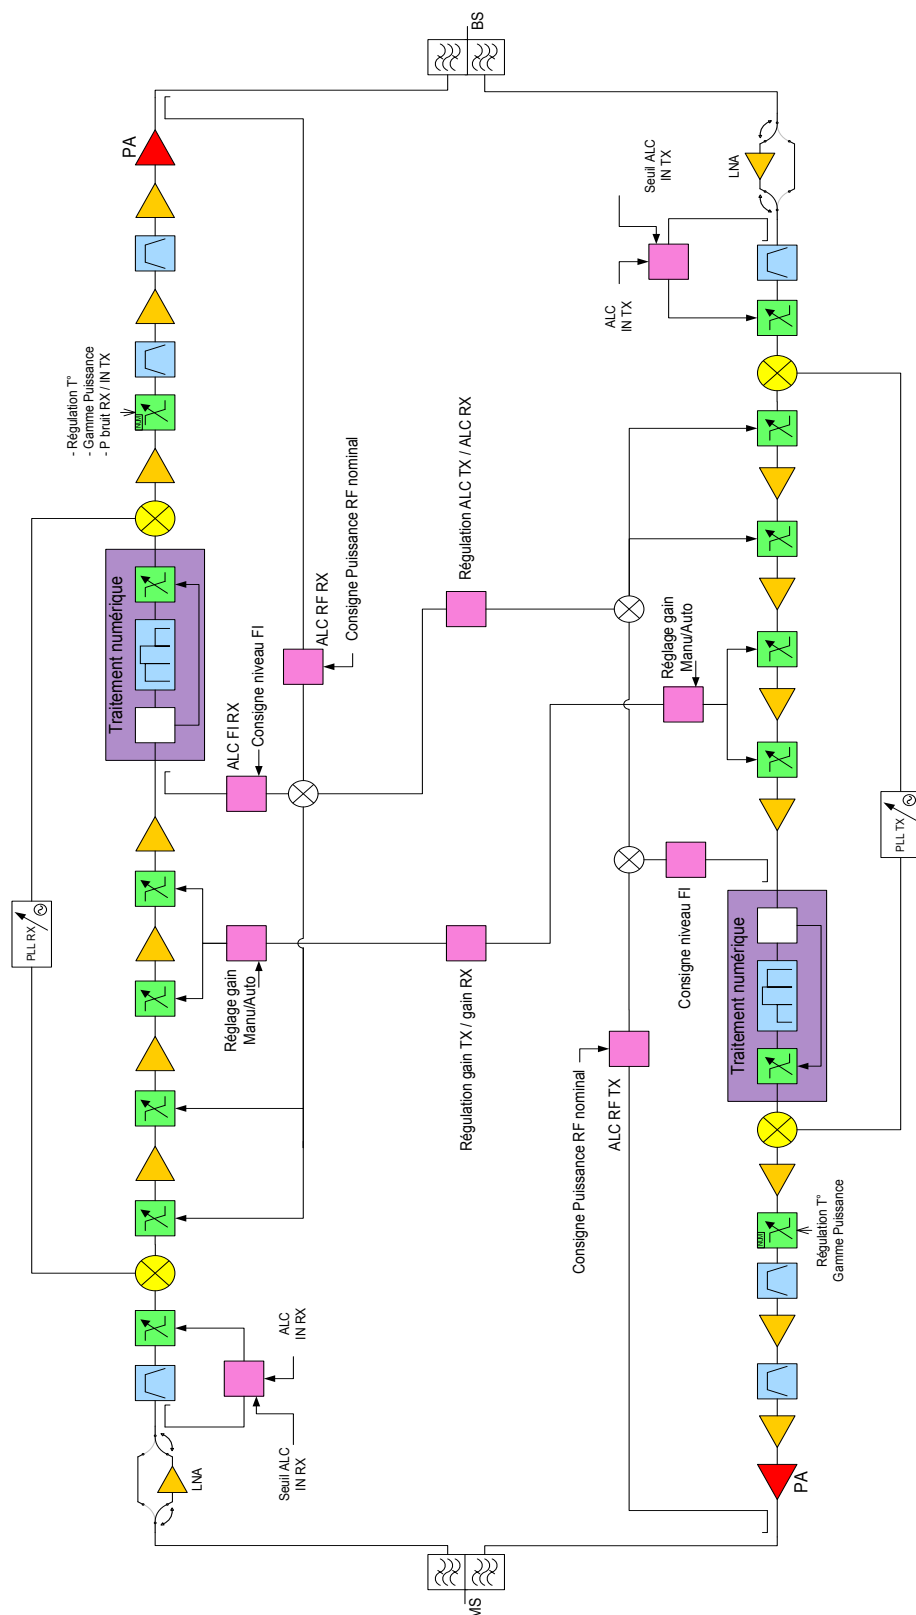 BS
PA
LNA
Seuil ALC
IN TX
ALC
IN TX
- Régulation T°
- Gamme Puissance
- P bruit RX / IN TX
NUM
Traitement numérique
ALC FI RX
Consigne niveau FI
ALC RF RX
Consigne Puissance RF nominal
Régulation ALC TX / ALC RX
Réglage gain
Manu/Auto
PLL RX
PLL TX
Réglage gain
Manu/Auto
Régulation gain TX / gain RX
Consigne niveau FI
Traitement numérique
Consigne Puissance RF nominal
ALC RF TX
NUM
Régulation T°
Gamme Puissance
ALC
IN RX
Seuil ALC
IN RX
LNA
PA
MS